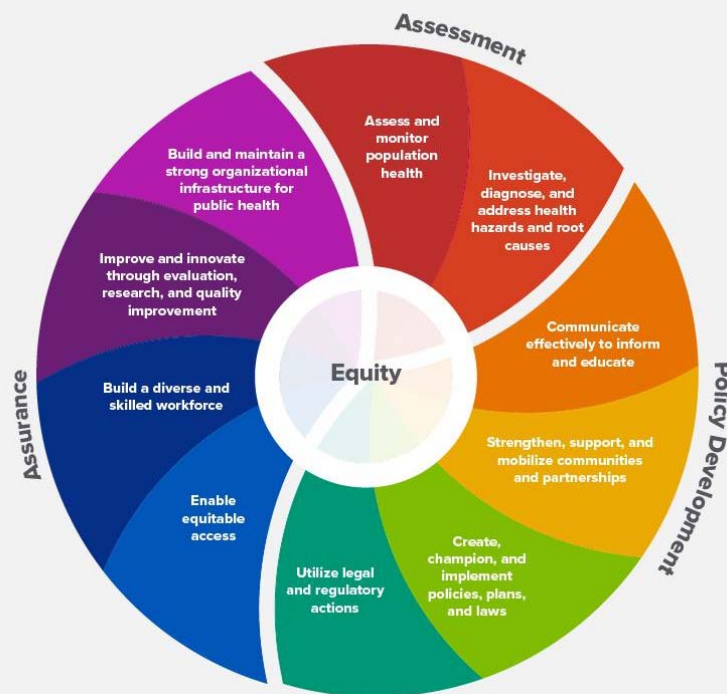 Assessment
Assess and
monitor
population
health
Investigate,
diagnose, and
address health
hazards and root
causes
Policy Development
Communicate
effectively to inform
and educate
Strengthen, support, and
mobilize communities
and partnerships
Create,
champion, and
implement
policies, plans,
and laws
Utilize legal
and regulatory
actions
Assurance
Enable
equitable
access
Build a diverse and
skilled workforce
Improve and innovate
through evaluation,
research, and quality
improvement
Build and maintain a
strong organizational
infrastructure for
public health
Equity